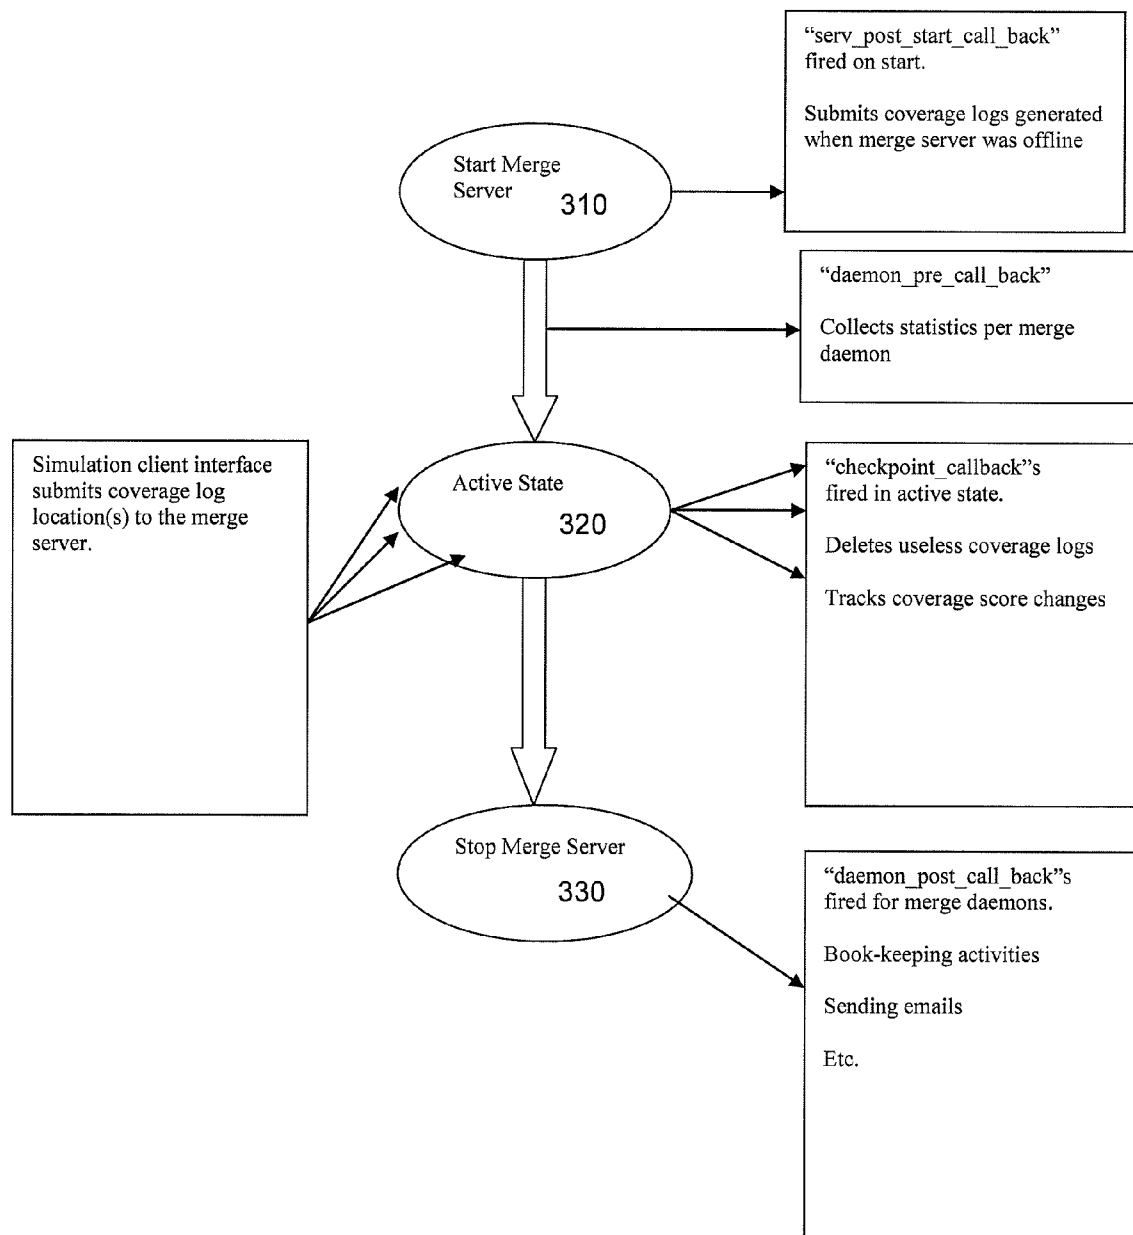 “serv_post_start_call_back”
fired on start.
Submits coverage logs generated
when merge server was offline
Start Merge
Server
310
“daemon_pre_call_back”
Collects statistics per merge
daemon
Simulation client interface
submits coverage log
location(s) to the merge
server.
Active State
320
“checkpoint_callback”s
fired in active state.
Deletes useless coverage logs
Tracks coverage score changes
Stop Merge Server
330
“daemon_post_call_back”s
fired for merge daemons.
Book-keeping activities
Sending emails
Etc.